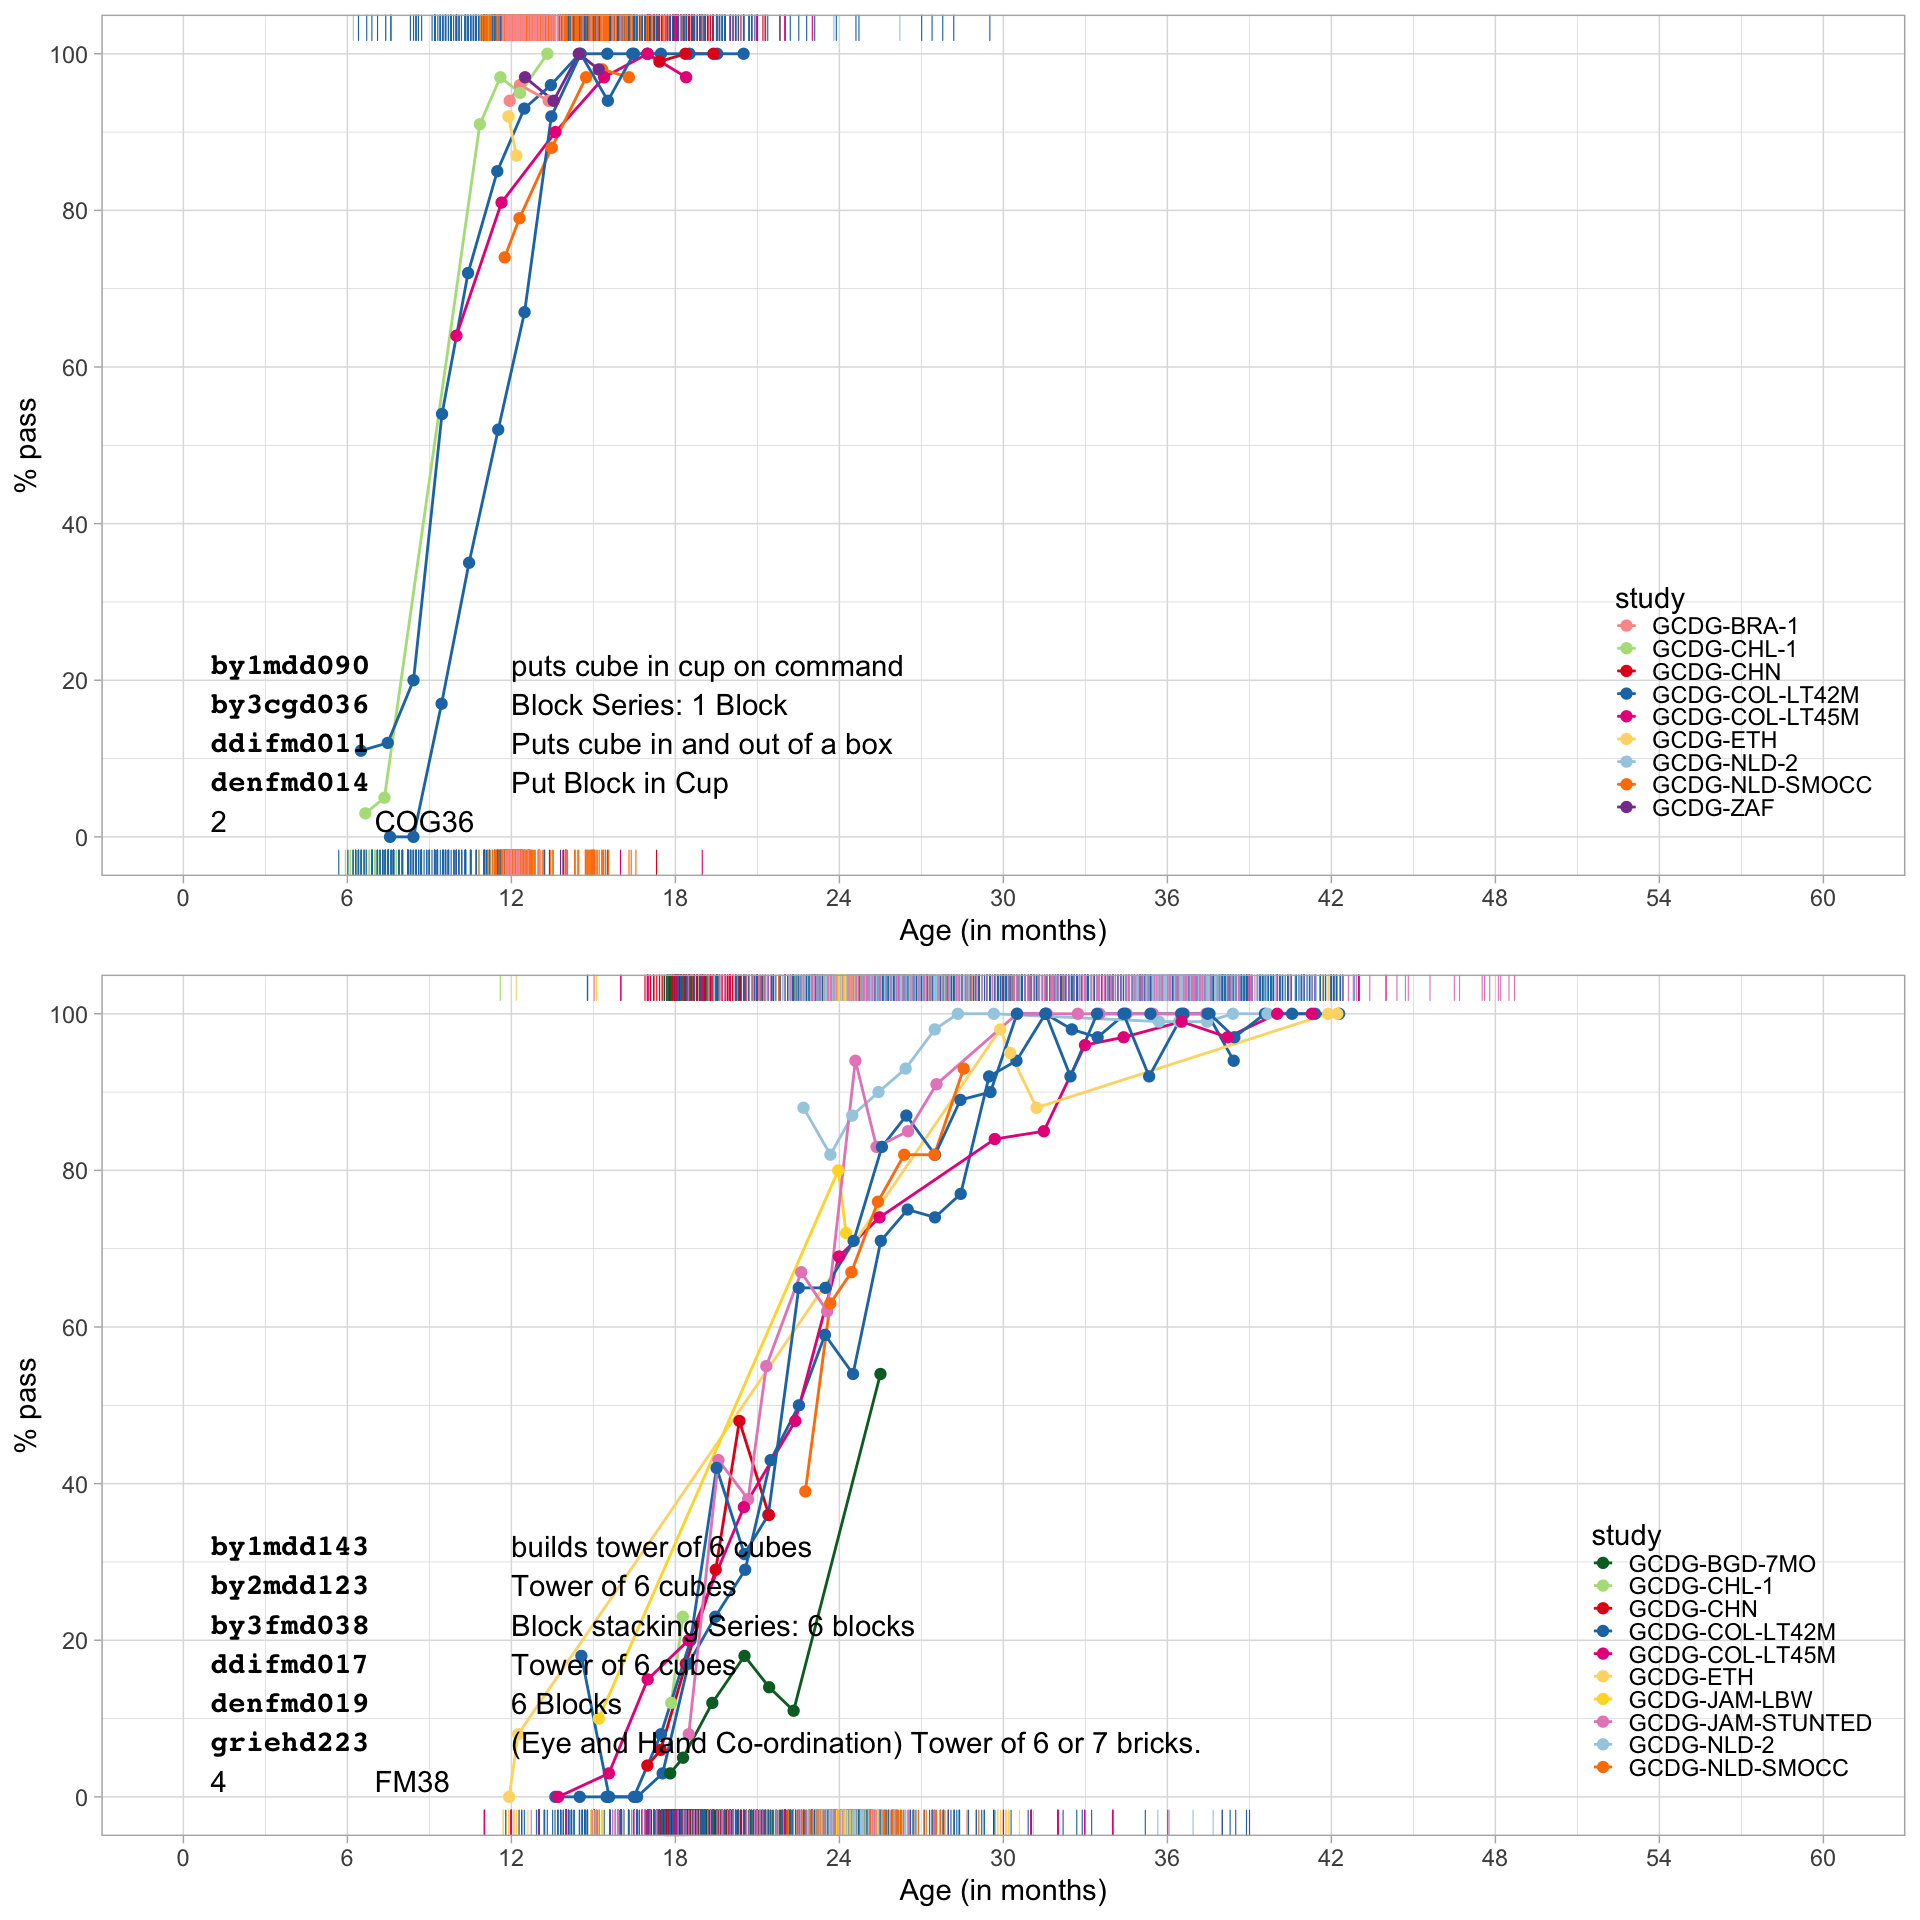 100
80
60
40
20
0
% pass
by1mdd090 puts cube in cup on command
by3cgd036 Block Series: 1 Block
ddifmd011 Puts cube in and out of a box
denfmd014 Put Block in Cup
2 COG36
study
GCDG-BRA-1
GCDG-CHL-1
GCDG-CHN
GCDG-COL-LT42M
GCDG-COL-LT45M
GCDG-ETH
GCDG-NLD-2
GCDG-NLD-SMOCC
GCDG-ZAF
0 6 12 18 24 30 36 42 48 54 60
Age (in months)
100
80
60
40
20
0
% pass
by1mdd143 builds tower of 6 cubes
by2mdd123 Tower of 6 cubes
by3fmd038 Block stacking Series: 6 blocks
ddifmd017 Tower of 6 cubes
denfmd019 6 Blocks
griehd223 (Eye and Hand Co-ordination) Tower of 6 or 7 bricks.
4 FM38
study
GCDG-BGD-7MO
GCDG-CHL-1
GCDG-CHN
GCDG-COL-LT42M
GCDG-COL-LT45M
GCDG-ETH
GCDG-JAM-LBW
GCDG-JAM-STUNTED
GCDG-NLD-2
GCDG-NLD-SMOCC
0 6 12 18 24 30 36 42 48 54 60
Age (in months)